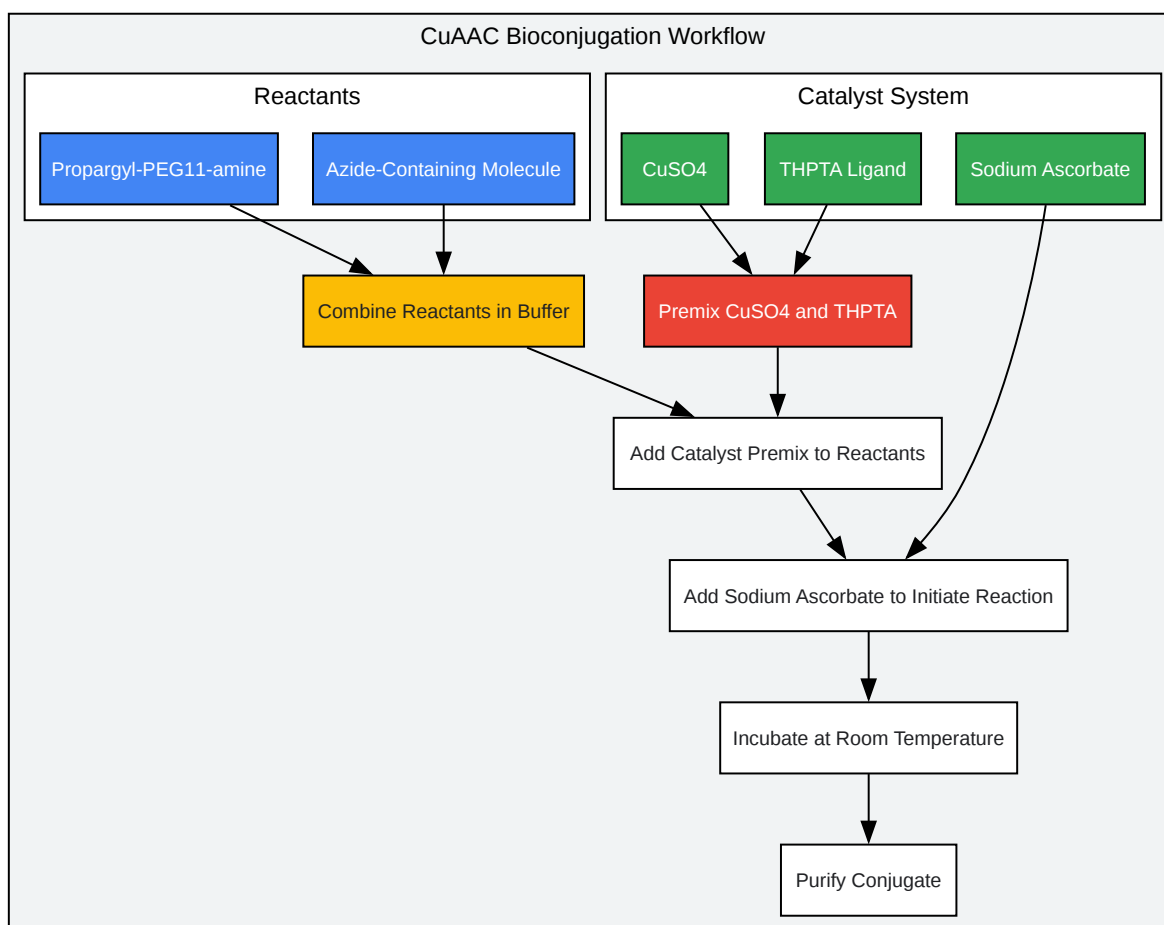 CuAAC Bioconjugation Workflow
Reactants
Catalyst System
Propargyl-PEG11-amine
Azide-Containing Molecule
CuSO4
THPTA Ligand
Sodium Ascorbate
Combine Reactants in Buffer
Premix CuSO4 and THPTA
Add Catalyst Premix to Reactants
Add Sodium Ascorbate to Initiate Reaction
Incubate at Room Temperature
Purify Conjugate